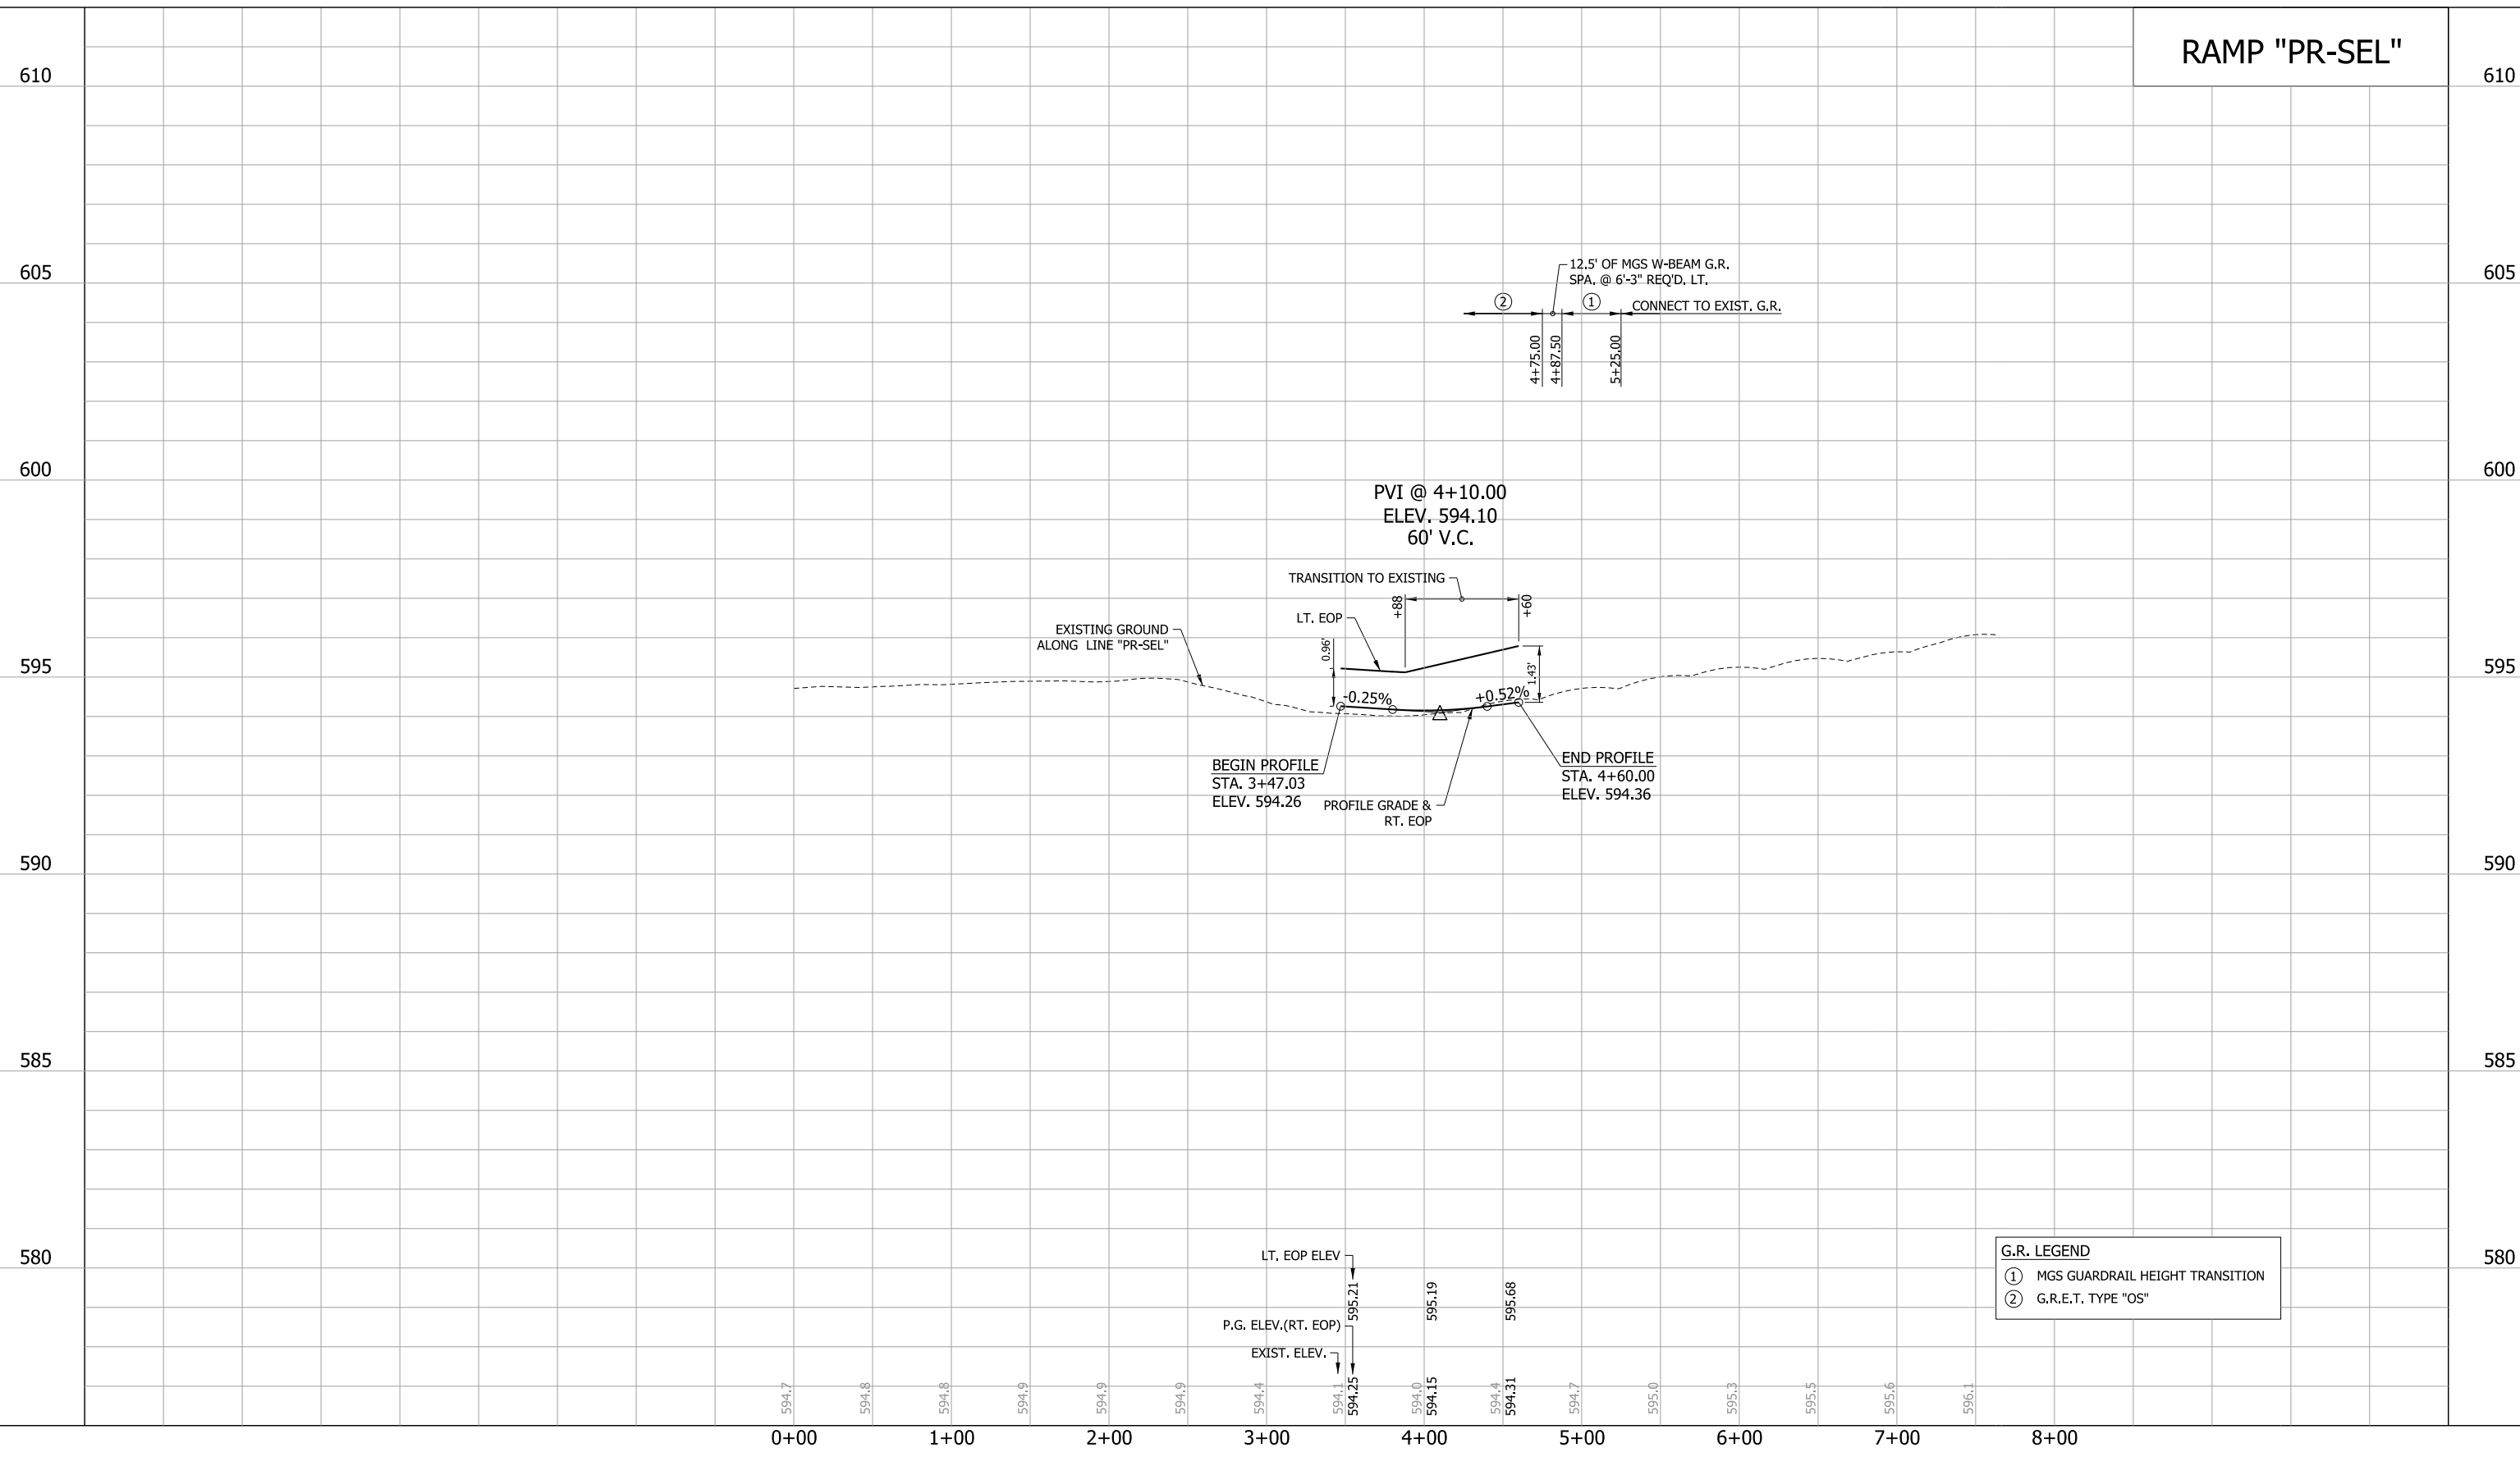 RAMP "PR-SEL"
610
610
605
605
12.5' OF MGS W-BEAM G.R.
SPA. @ 6'-3" REQ'D. LT.
2
1
CONNECT TO EXIST. G.R.
4+75.00
4+87.50
5+25.00
600
600
PVI @ 4+10.00
ELEV. 594.10
60' V.C.
TRANSITION TO EXISTING
+88
+60
LT. EOP
EXISTING GROUND
ALONG LINE "PR-SEL"
0.96'
1.43'
595
595
-0.25%
+0.52%
BEGIN PROFILE
STA. 3+47.03
ELEV. 594.26
PROFILE GRADE &
RT. EOP
END PROFILE
STA. 4+60.00
ELEV. 594.36
590
590
585
585
580
580
G.R. LEGEND
1 MGS GUARDRAIL HEIGHT TRANSITION
2 G.R.E.T. TYPE "OS"
LT. EOP ELEV
595.21
595.19
595.68
P.G. ELEV.(RT. EOP)
EXIST. ELEV.
594.7
594.8
594.8
594.9
594.9
594.9
594.4
594.1
594.25
594.0
594.15
594.4
594.31
594.7
595.0
595.3
595.5
595.6
596.1
0+00
1+00
2+00
3+00
4+00
5+00
6+00
7+00
8+00